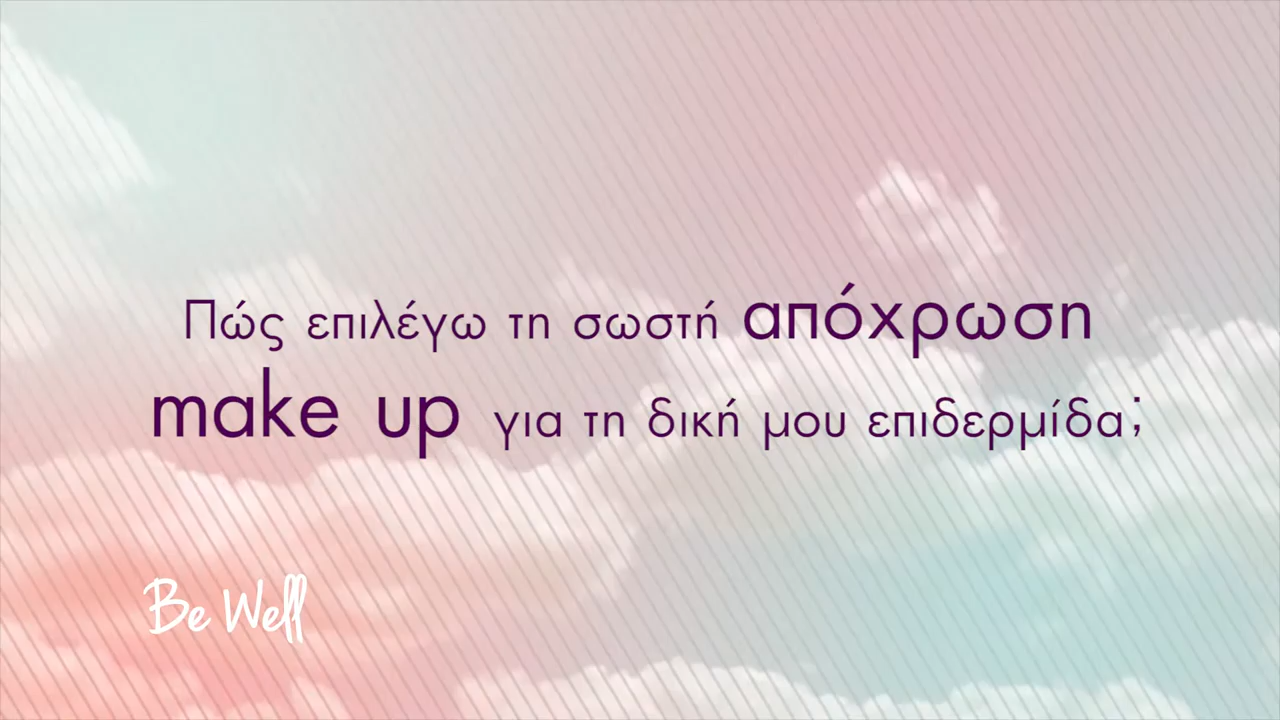 Πώς επιλέγω τη σωστή απόχρωση
make up για τη δική μου επιδερμίδα;
Be Well